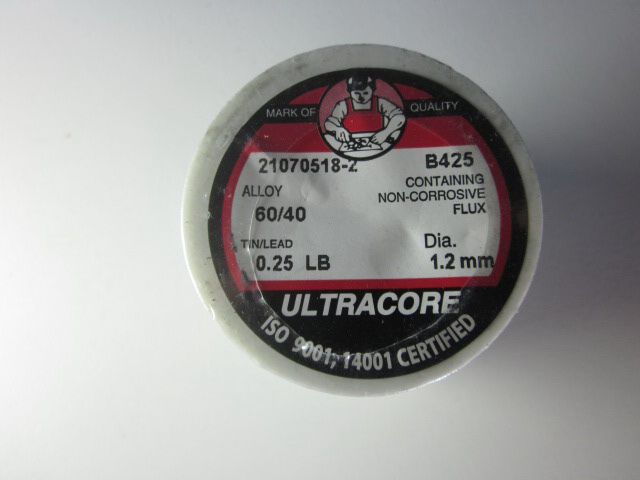 MARK OF QUALITY
21070518-2 B425
ALLOY CONTAINING
NON-CORROSIVE
60/40 FLUX
TIN/LEAD Dia.
0.25 LB 1.2 mm
ULTRACORE
ISO 9001; 14001 CERTIFIED